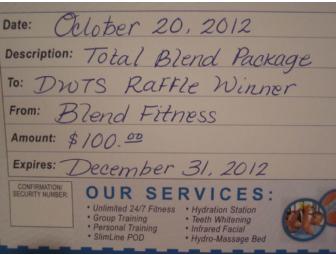 Date: October 20, 2012
Description: Total Blend Package
To: DWTS Raffle Winner
From: Blend Fitness
Amount: $100.00
Expires: December 31, 2012
CONFIRMATION/
SECURITY NUMBER:
OUR SERVICES:
• Unlimited 24/7 Fitness • Hydration Station
• Group Training • Teeth Whitening
• Personal Training • Infrared Facial
• SlimLine POD • Hydro-Massage Bed